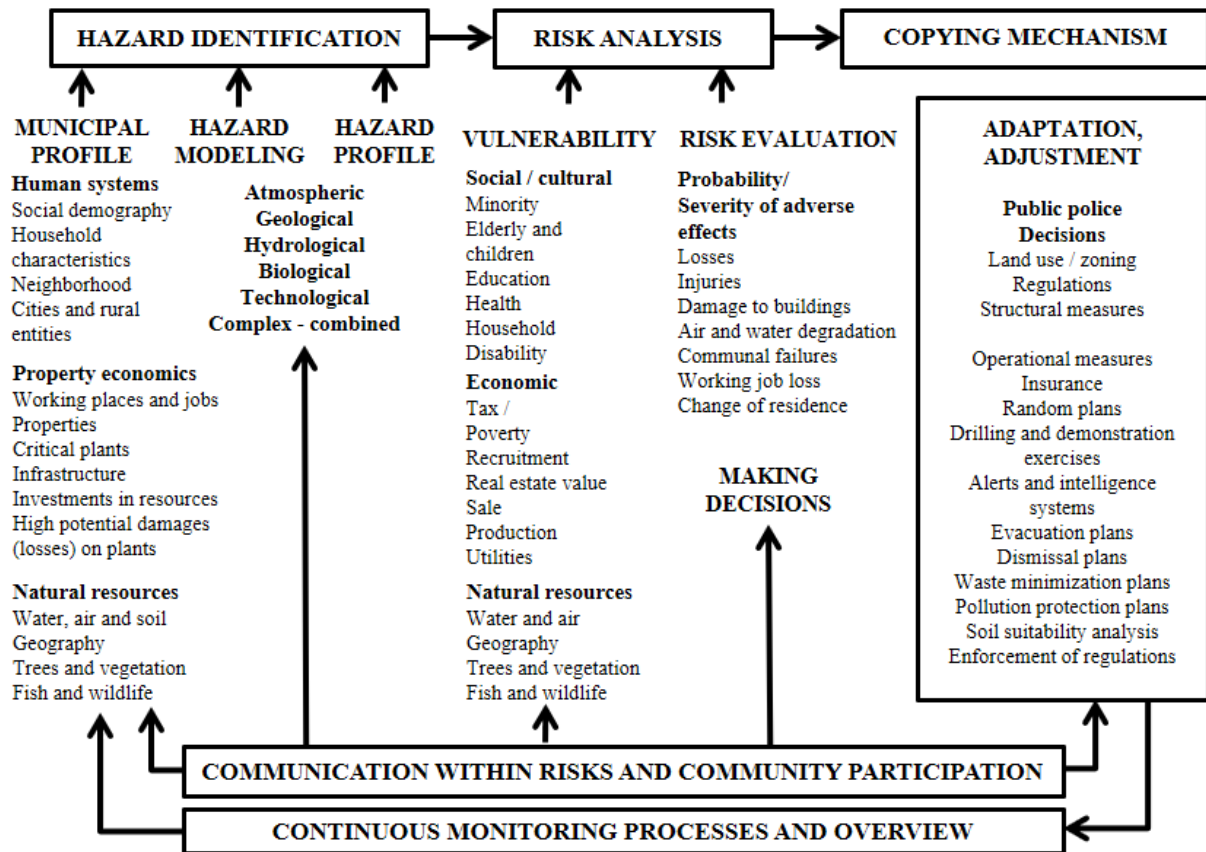 HAZARD IDENTIFICATION
RISK ANALYSIS
COPYING MECHANISM
MUNICIPAL
PROFILE
Human systems
Social demography
Household
characteristics
Neighborhood
Cities and rural
entities
Property economics
Working places and jobs
Properties
Critical plants
Infrastructure
Investments in resources
High potential damages
(losses) on plants
Natural resources
Water, air and soil
Geography
Trees and vegetation
Fish and wildlife
HAZARD
MODELING
HAZARD
PROFILE
Atmospheric
Geological
Hydrological
Biological
Technological
Complex - combined
VULNERABILITY
Social / cultural
Minority
Elderly and
children
Education
Health
Household
Disability
Economic
Tax /
Poverty
Recruitment
Real estate value
Sale
Production
Utilities
Natural resources
Water and air
Geography
Trees and vegetation
Fish and wildlife
RISK EVALUATION
Probability/
Severity of adverse
effects
Losses
Injuries
Damage to buildings
Air and water degradation
Communal failures
Working job loss
Change of residence
MAKING
DECISIONS
ADAPTATION,
ADJUSTMENT
Public police
Decisions
Land use / zoning
Regulations
Structural measures
Operational measures
Insurance
Random plans
Drilling and demonstration
exercises
Alerts and intelligence
systems
Evacuation plans
Dismissal plans
Waste minimization plans
Pollution protection plans
Soil suitability analysis
Enforcement of regulations
COMMUNICATION WITHIN RISKS AND COMMUNITY PARTICIPATION
CONTINUOUS MONITORING PROCESSES AND OVERVIEW